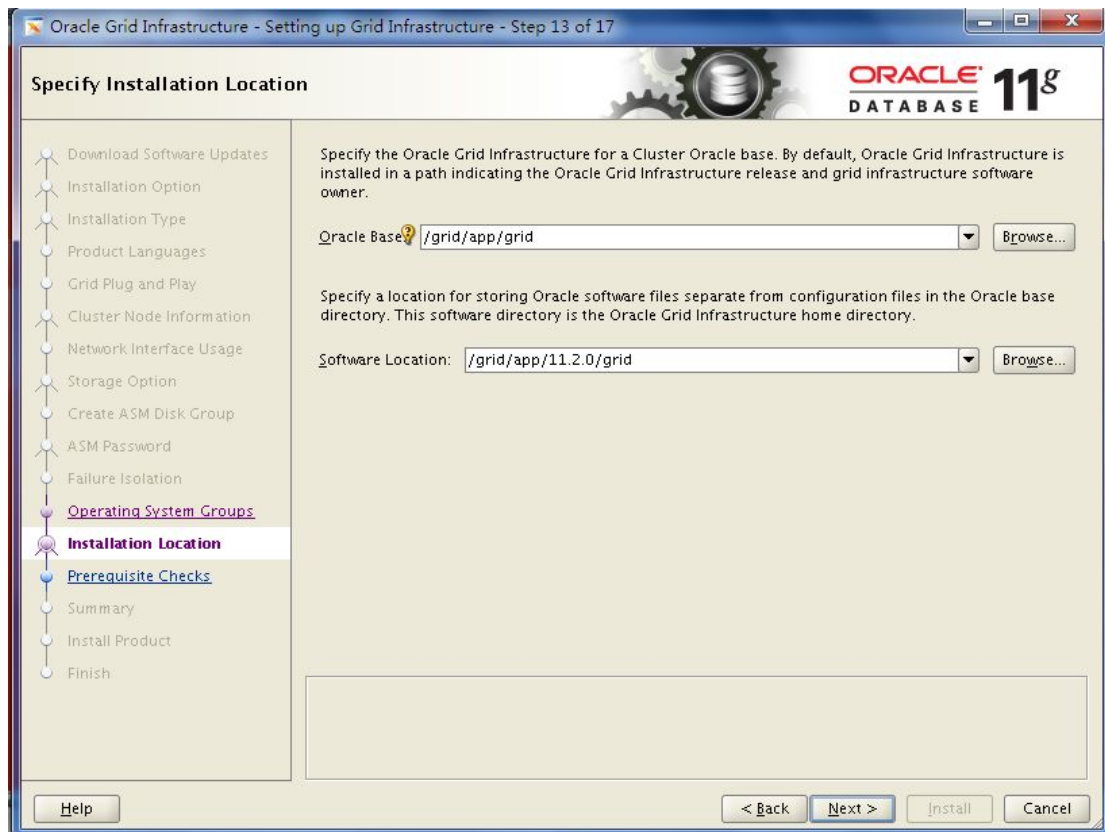 Oracle Grid Infrastructure - Setting up Grid Infrastructure - Step 13 of 17
Specify Installation Location
ORACLE
DATABASE
11g
Download Software Updates
Installation Option
Installation Type
Product Languages
Grid Plug and Play
Cluster Node Information
Network Interface Usage
Storage Option
Create ASM Disk Group
ASM Password
Failure Isolation
Operating System Groups
Installation Location
Prerequisite Checks
Summary
Install Product
Finish
Specify the Oracle Grid Infrastructure for a Cluster Oracle base. By default, Oracle Grid Infrastructure is
installed in a path indicating the Oracle Grid Infrastructure release and grid infrastructure software
owner.
Oracle Base /grid/app/grid Browse...
Specify a location for storing Oracle software files separate from configuration files in the Oracle base
directory. This software directory is the Oracle Grid Infrastructure home directory.
Software Location: /grid/app/11.2.0/grid Browse...
Help < Back Next > Install Cancel